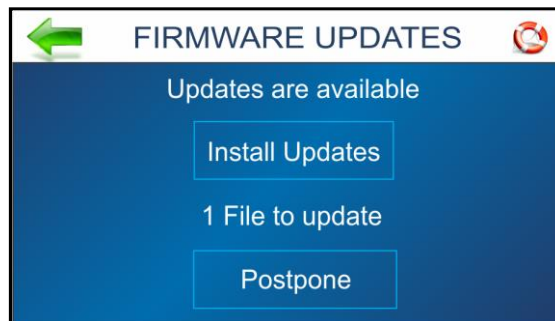 FIRMWARE UPDATES
Updates are available
Install Updates
1 File to update
Postpone